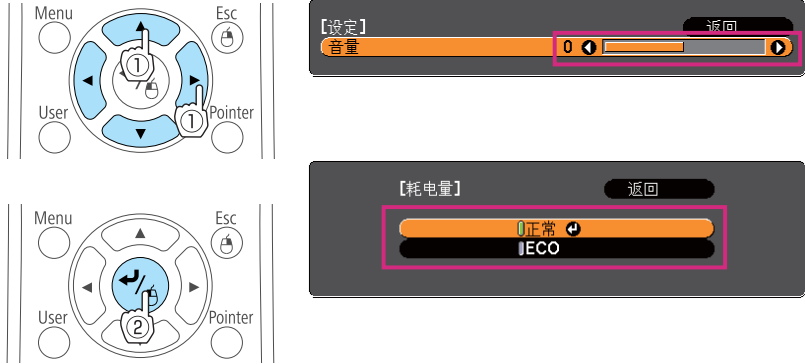 Menu
Esc
①
①
User
Pointer
[设定]
返回
音量
0
Menu
Esc
User
②
Pointer
[耗电量]
返回
正常
ECO